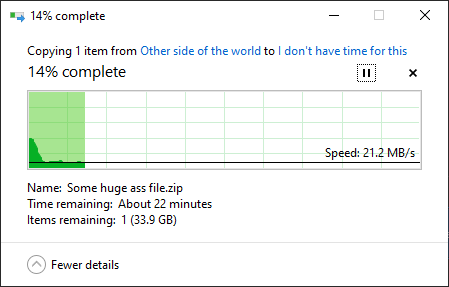 14% complete
Copying 1 item from Other side of the world to I don't have time for this
14% complete
Speed: 21.2 MB/s
Name: Some huge ass file.zip
Time remaining: About 22 minutes
Items remaining: 1 (33.9 GB)
Fewer details